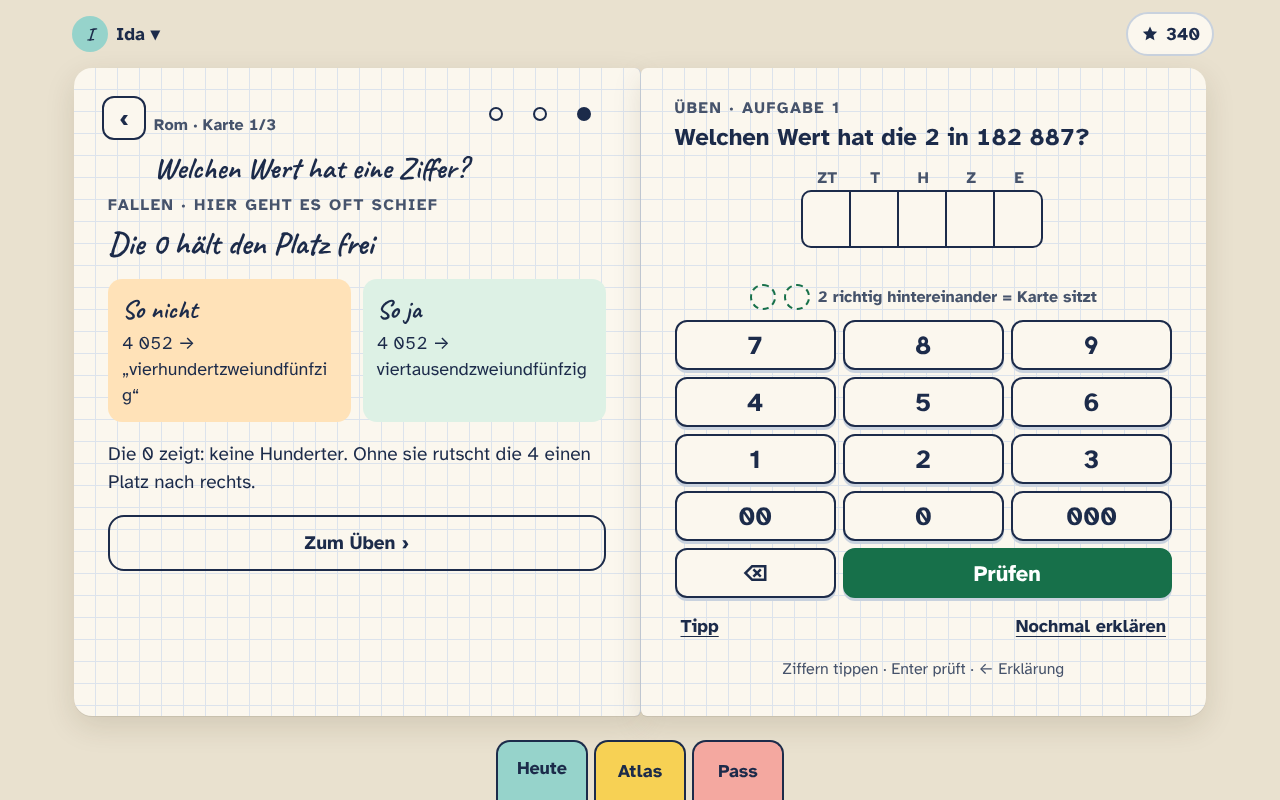 I Ida ▾
★ 340
‹ Rom · Karte 1/3
Welchen Wert hat eine Ziffer?
FALLEN · HIER GEHT ES OFT SCHIEF
Die 0 hält den Platz frei
So nicht
4 052 →
„vierhundertzweiundfünfzi
g“
So ja
4 052 →
viertausendzweiundfünfzig
Die 0 zeigt: keine Hunderter. Ohne sie rutscht die 4 einen
Platz nach rechts.
Zum Üben ›
ÜBEN · AUFGABE 1
Welchen Wert hat die 2 in 182 887?
ZT T H Z E
2 richtig hintereinander = Karte sitzt
7 8 9
4 5 6
1 2 3
00 0 000
⌫ Prüfen
Tipp Nochmal erklären
Ziffern tippen · Enter prüft · ← Erklärung
Heute Atlas Pass